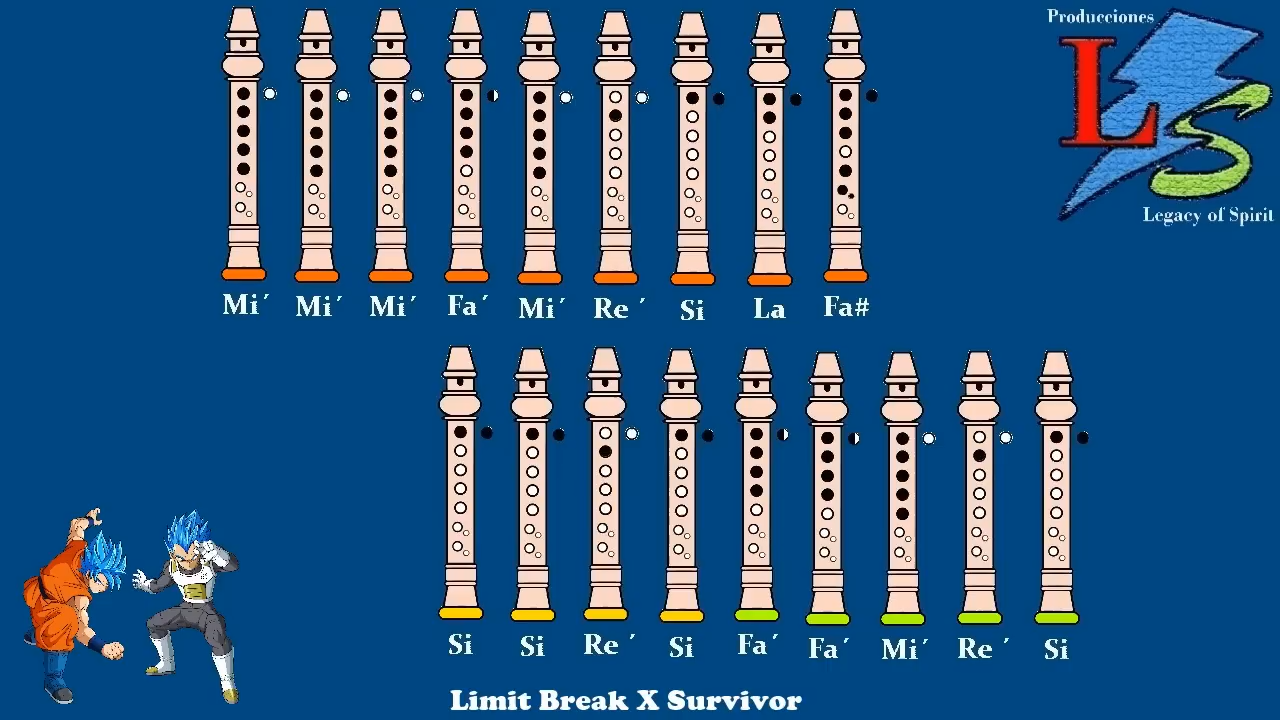 Producciones
LS
Legacy of Spirit
Mi´ Mi´ Mi´ Fa´ Mi´ Re ´ Si La Fa#
Si Si Re ´ Si Fa´ Fa´ Mi´ Re ´ Si
Limit Break X Survivor